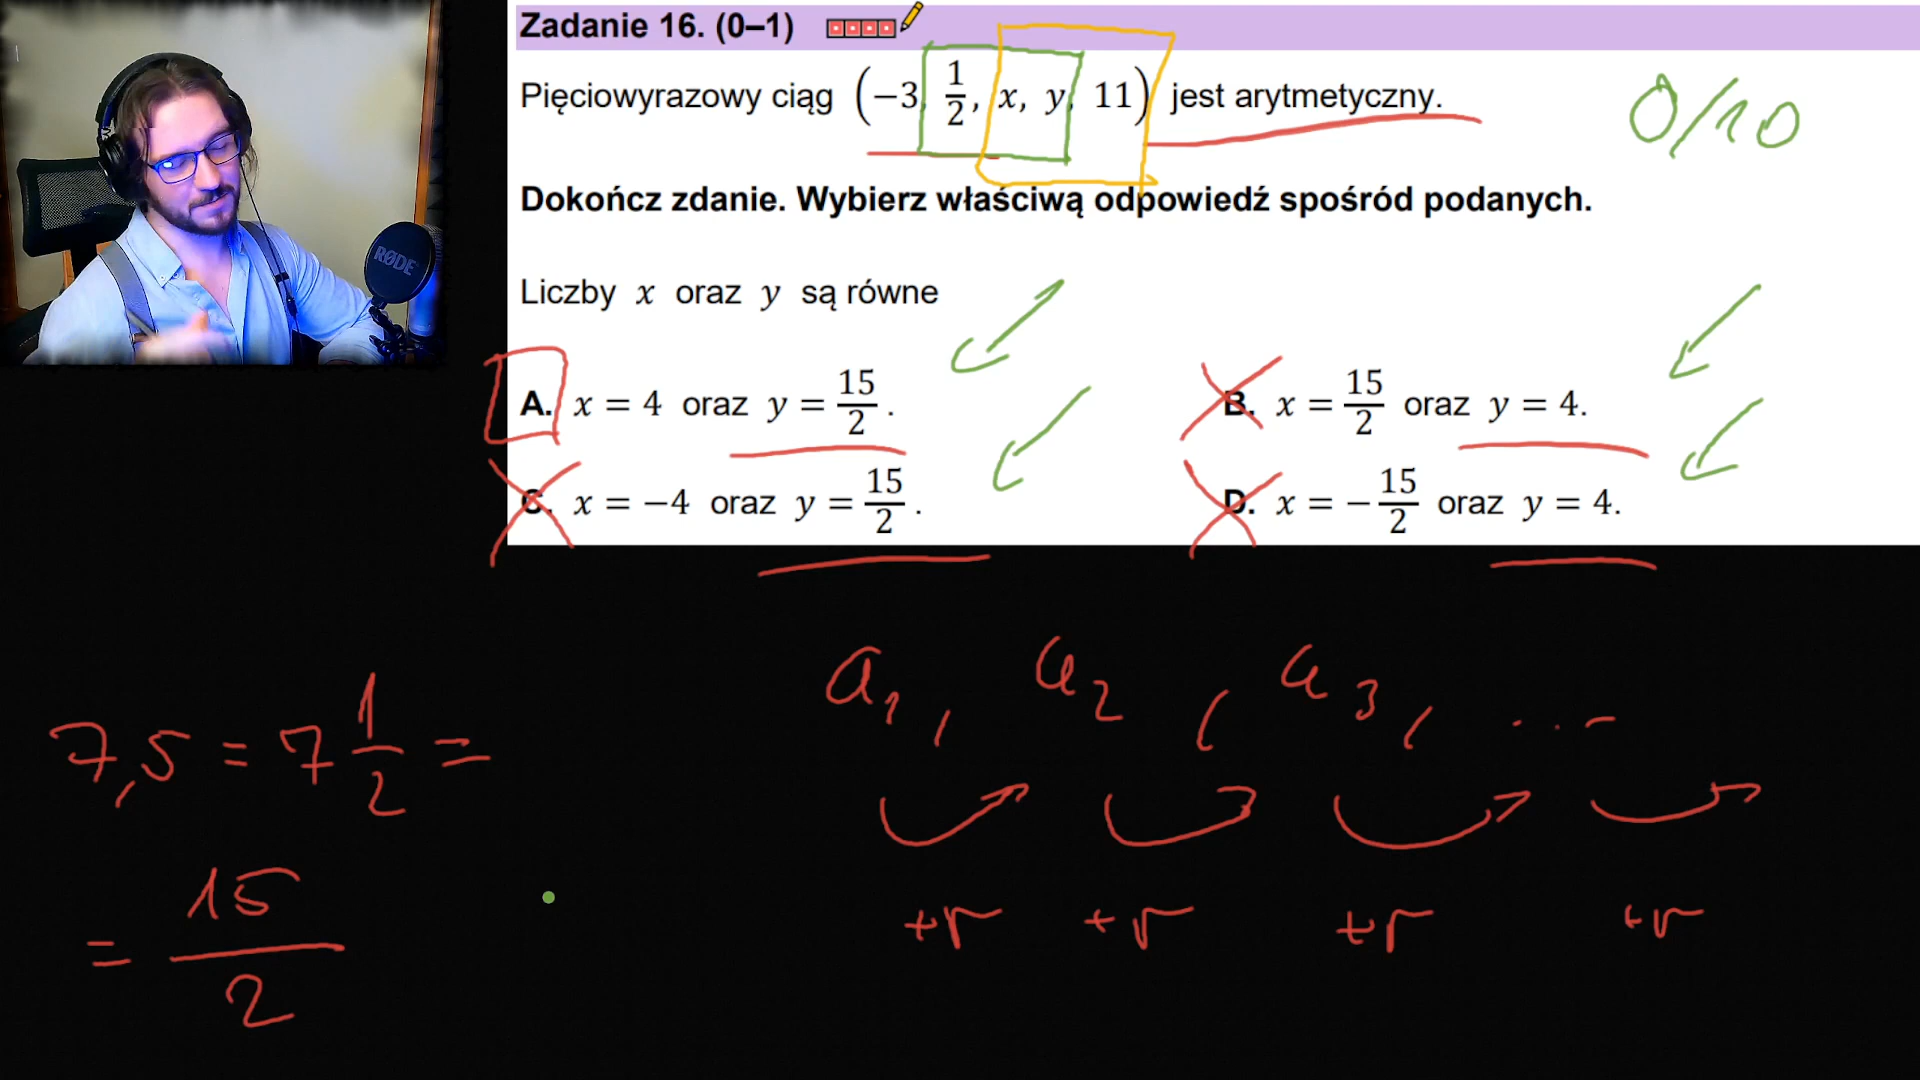 Zadanie 16. (0–1)
Pięciowyrazowy ciąg (−3, 1/2, x, y, 11) jest arytmetyczny.
0/10
Dokończ zdanie. Wybierz właściwą odpowiedź spośród podanych.
Liczby x oraz y są równe
A. x = 4 oraz y = 15/2.
B. x = 15/2 oraz y = 4.
C. x = −4 oraz y = 15/2.
D. x = −15/2 oraz y = 4.
RØDE
a₁, a₂, a₃, ...
7,5 = 7 1/2 =
= 15/2
+r +r +r +r